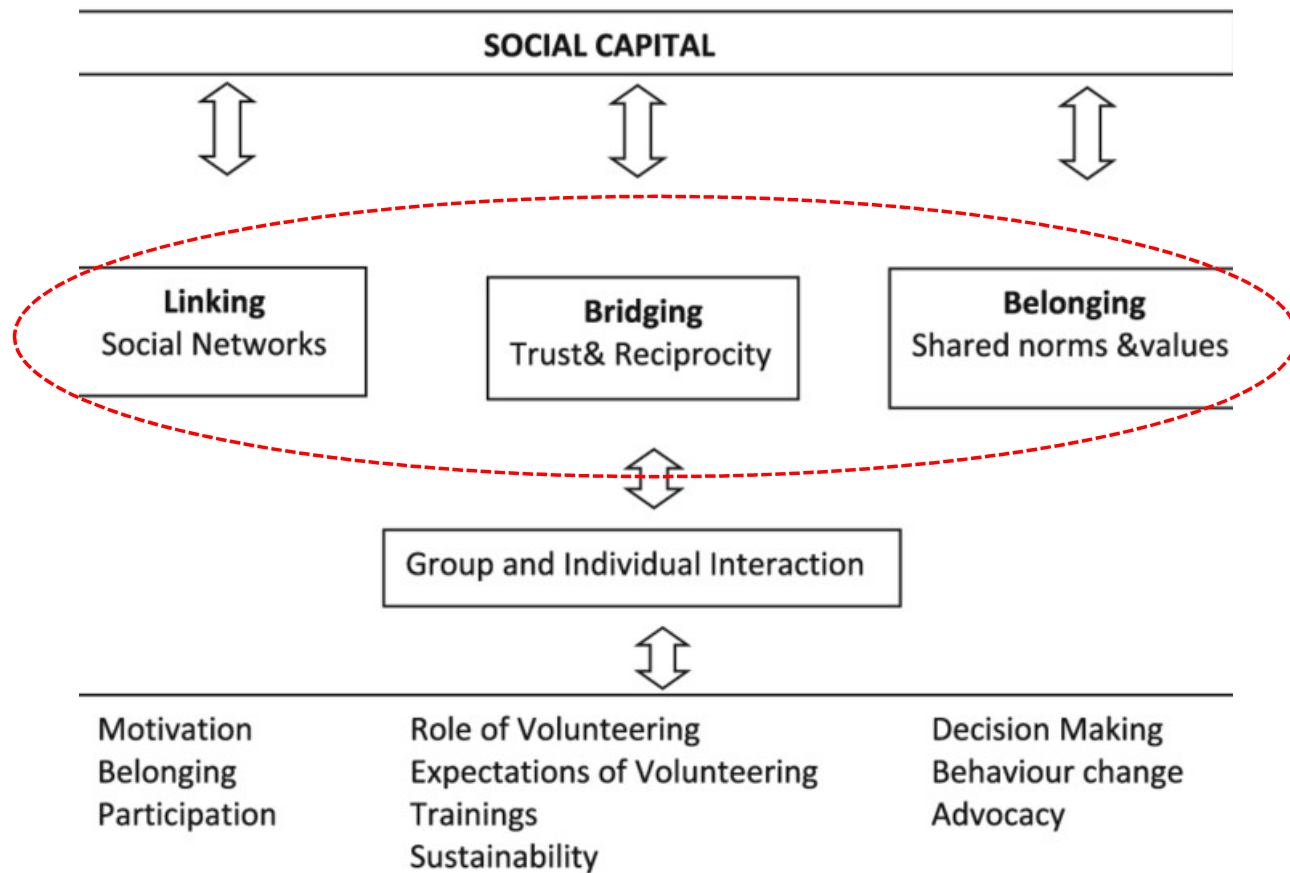 SOCIAL CAPITAL
Linking
Social Networks
Bridging
Trust& Reciprocity
Belonging
Shared norms &values
Group and Individual Interaction
Motivation
Belonging
Participation
Role of Volunteering
Expectations of Volunteering
Trainings
Sustainability
Decision Making
Behaviour change
Advocacy